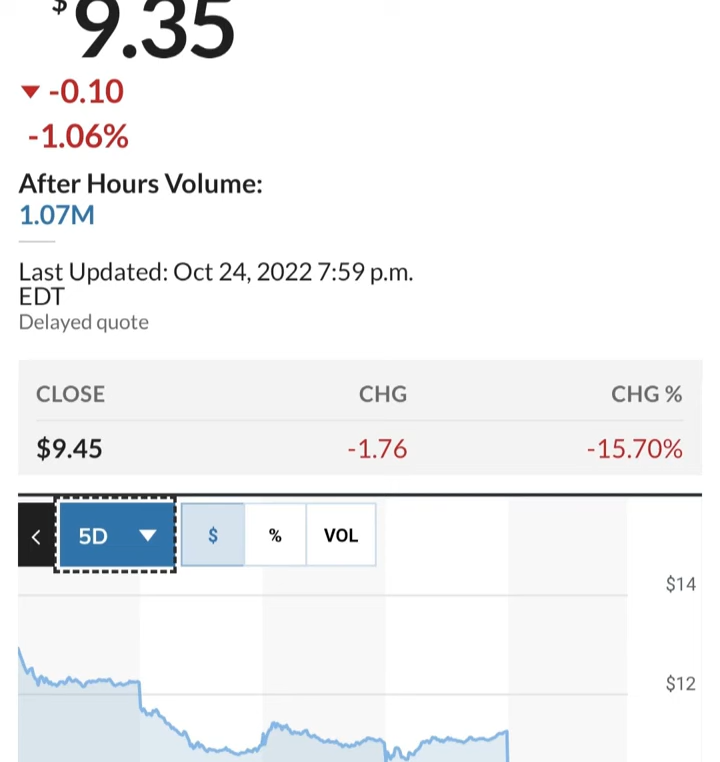 $9.35
-0.10
-1.06%
After Hours Volume:
1.07M
Last Updated: Oct 24, 2022 7:59 p.m.
EDT
Delayed quote
CLOSE CHG CHG %
$9.45 -1.76 -15.70%
5D $ % VOL
$14
$12